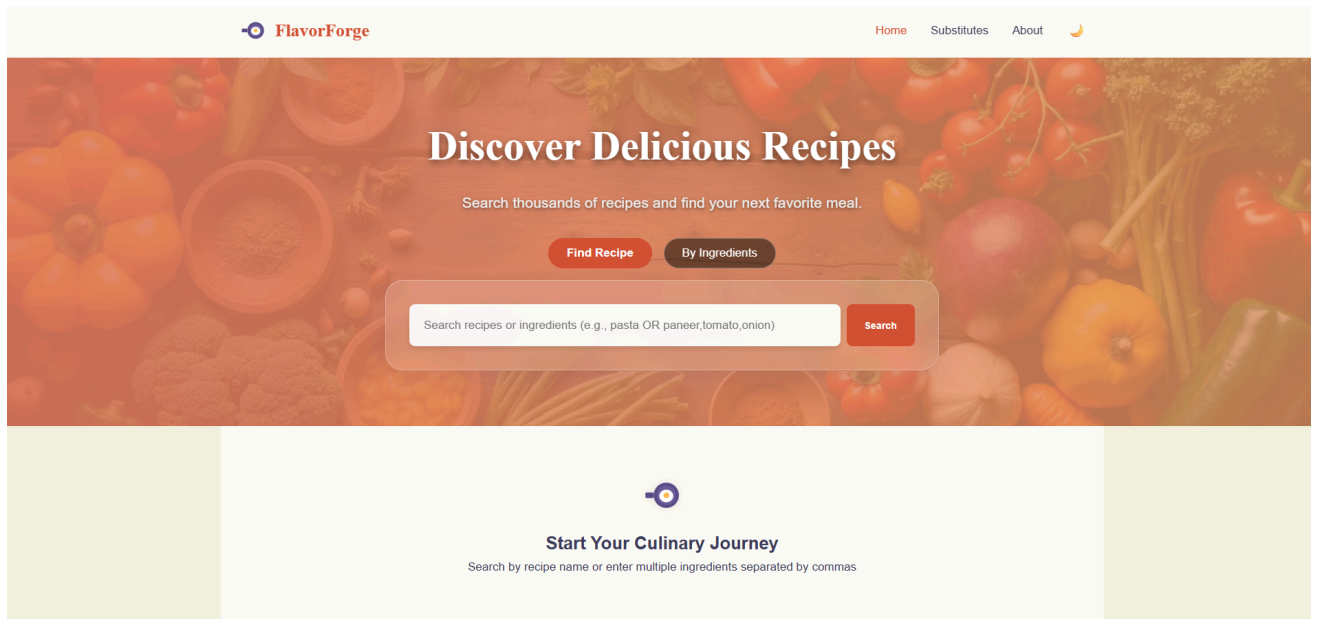 FlavorForge
Home Substitutes About
Discover Delicious Recipes
Search thousands of recipes and find your next favorite meal.
Find Recipe By Ingredients
Search recipes or ingredients (e.g., pasta OR paneer,tomato,onion) Search
Start Your Culinary Journey
Search by recipe name or enter multiple ingredients separated by commas